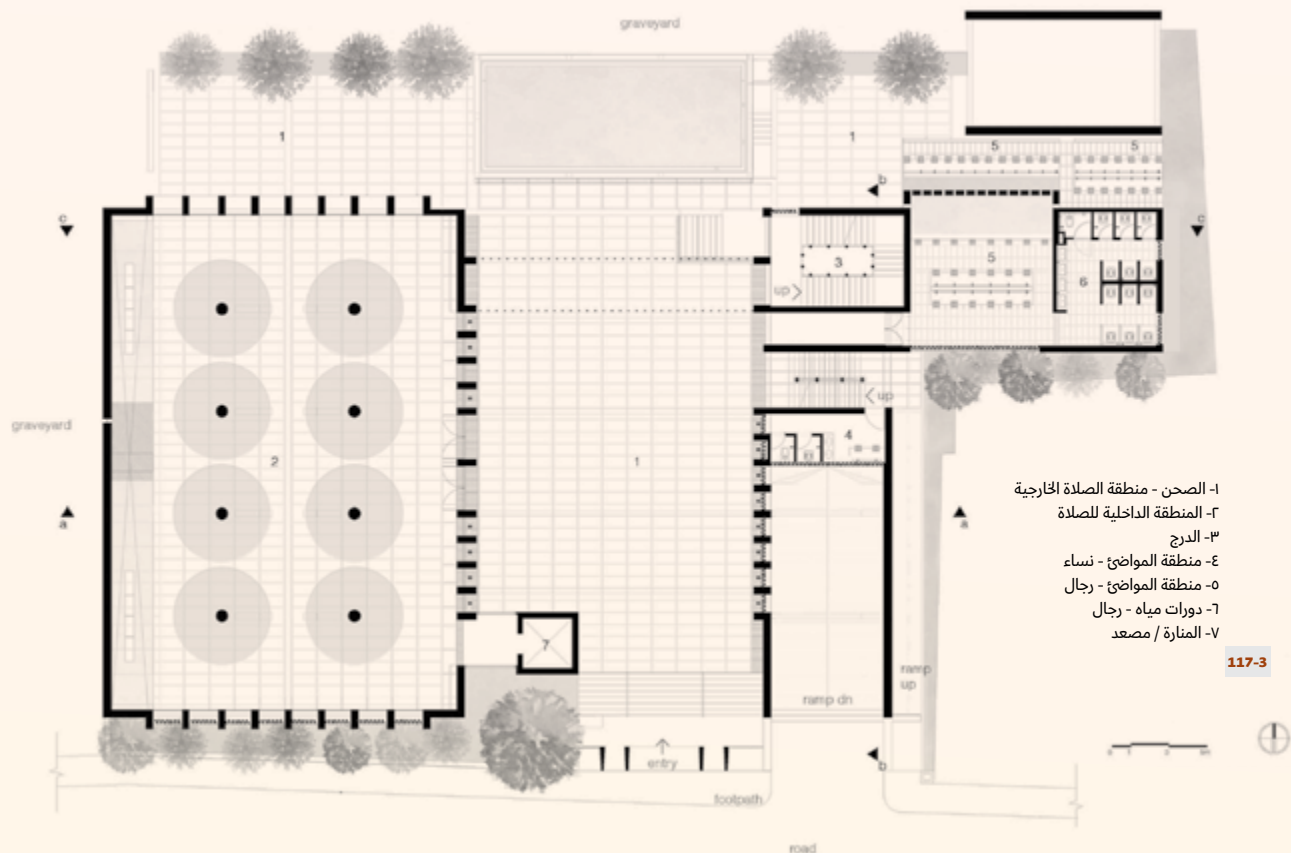 graveyard
1
1
5
5
b
c
c
3
5
6
up
up
graveyard
2
1
4
a
a
١- الصحن - منطقة الصلاة الخارجية
٢- المنطقة الداخلية للصلاة
٣- الدرج
٤- منطقة المواضئ - نساء
٥- منطقة المواضئ - رجال
٦- دورات مياه - رجال
٧- المنارة / مصعد
117-3
7
ramp up
ramp dn
entry
b
footpath
road